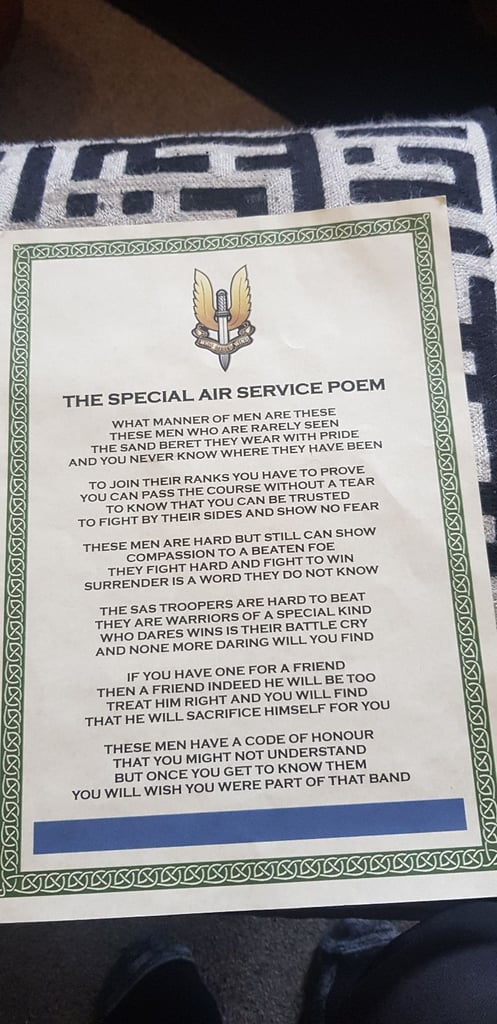 THE SPECIAL AIR SERVICE POEM
WHAT MANNER OF MEN ARE THESE
THESE MEN WHO ARE RARELY SEEN
THE SAND BERET THEY WEAR WITH PRIDE
AND YOU NEVER KNOW WHERE THEY HAVE BEEN
TO JOIN THEIR RANKS YOU HAVE TO PROVE
YOU CAN PASS THE COURSE WITHOUT A TEAR
TO KNOW THAT YOU CAN BE TRUSTED
TO FIGHT BY THEIR SIDES AND SHOW NO FEAR
THESE MEN ARE HARD BUT STILL CAN SHOW
COMPASSION TO A BEATEN FOE
THEY FIGHT HARD AND FIGHT TO WIN
SURRENDER IS A WORD THEY DO NOT KNOW
THE SAS TROOPERS ARE HARD TO BEAT
THEY ARE WARRIORS OF A SPECIAL KIND
WHO DARES WINS IS THEIR BATTLE CRY
AND NONE MORE DARING WILL YOU FIND
IF YOU HAVE ONE FOR A FRIEND
THEN A FRIEND INDEED HE WILL BE TOO
TREAT HIM RIGHT AND YOU WILL FIND
THAT HE WILL SACRIFICE HIMSELF FOR YOU
THESE MEN HAVE A CODE OF HONOUR
THAT YOU MIGHT NOT UNDERSTAND
BUT ONCE YOU GET TO KNOW THEM
YOU WILL WISH YOU WERE PART OF THAT BAND